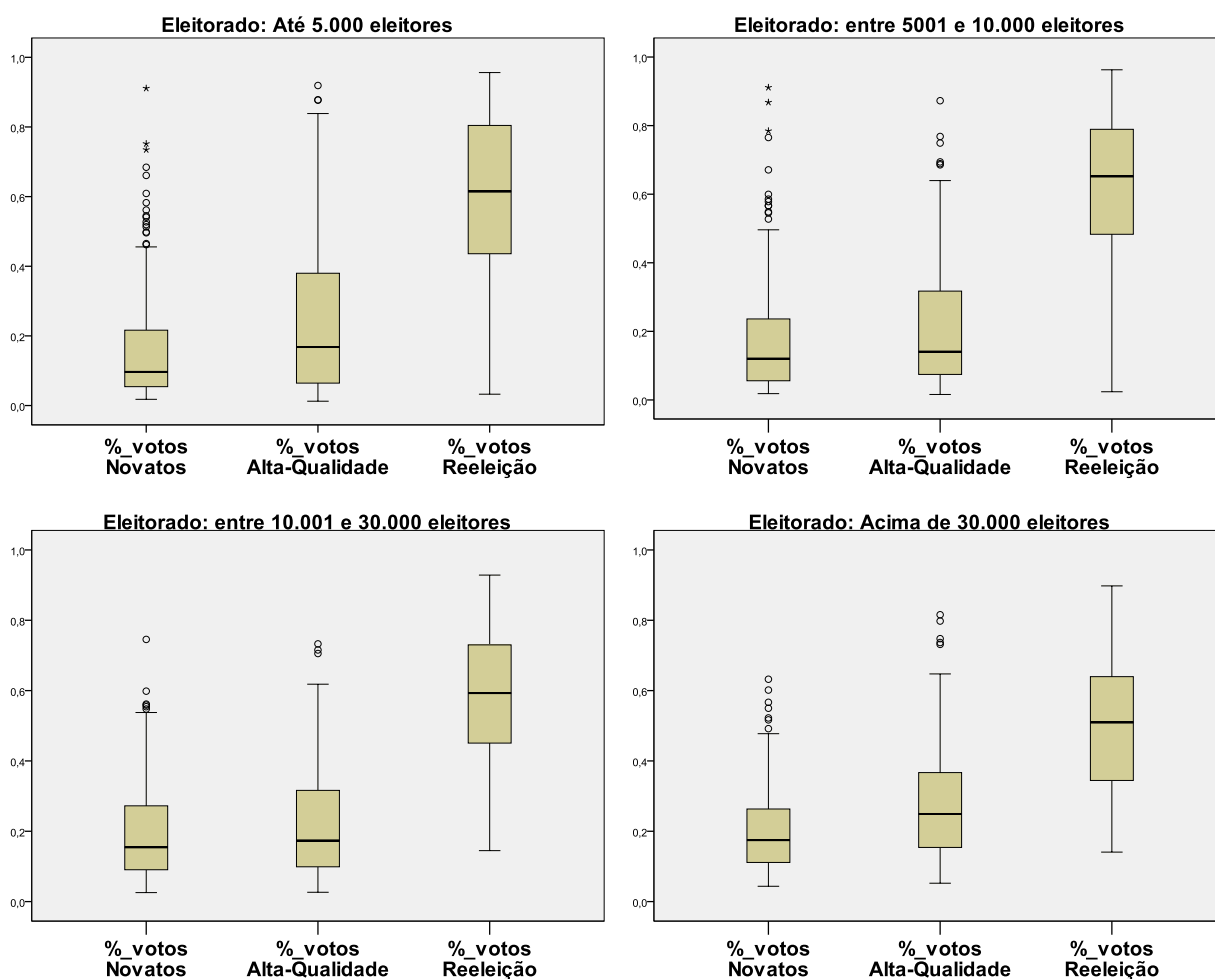 Eleitorado: Até 5.000 eleitores
1,0
0,8
0,6
0,4
0,2
0,0
%_votos Novatos
%_votos Alta-Qualidade
%_votos Reeleição
Eleitorado: entre 5001 e 10.000 eleitores
1,0
0,8
0,6
0,4
0,2
0,0
%_votos Novatos
%_votos Alta-Qualidade
%_votos Reeleição
Eleitorado: entre 10.001 e 30.000 eleitores
1,0
0,8
0,6
0,4
0,2
0,0
%_votos Novatos
%_votos Alta-Qualidade
%_votos Reeleição
Eleitorado: Acima de 30.000 eleitores
1,0
0,8
0,6
0,4
0,2
0,0
%_votos Novatos
%_votos Alta-Qualidade
%_votos Reeleição